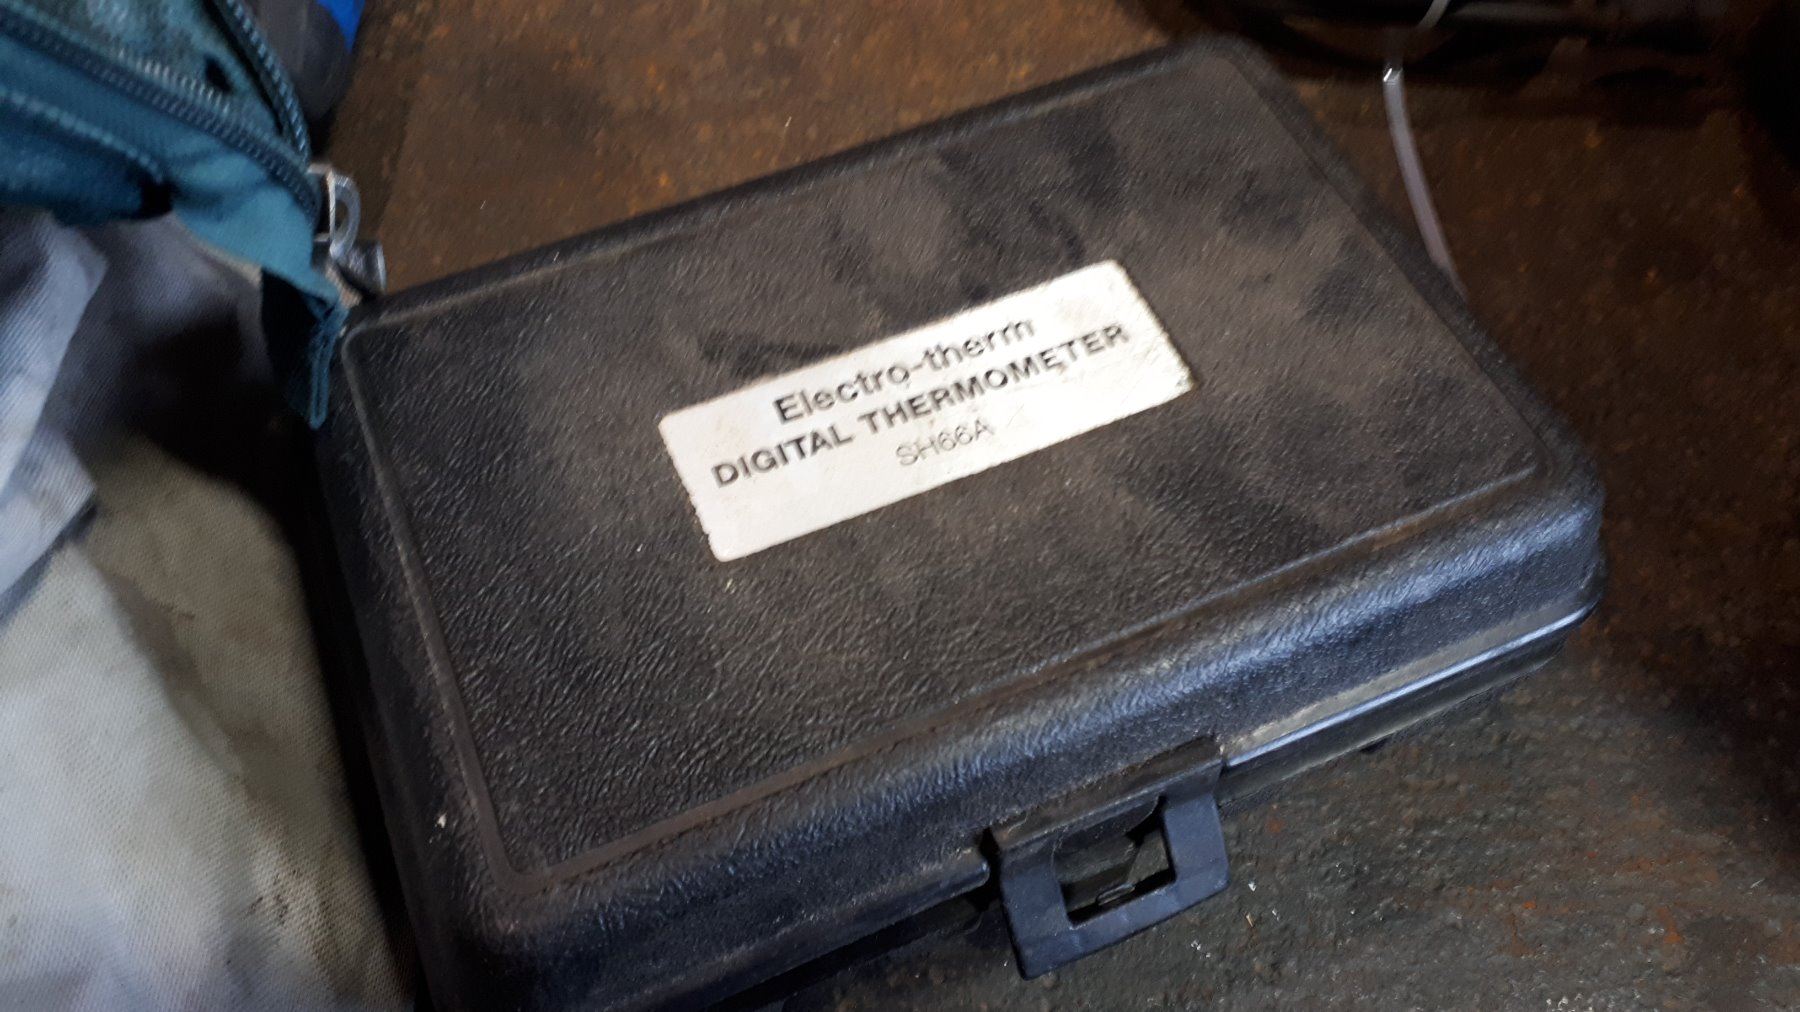 Electro-therm
DIGITAL THERMOMETER
SH66A